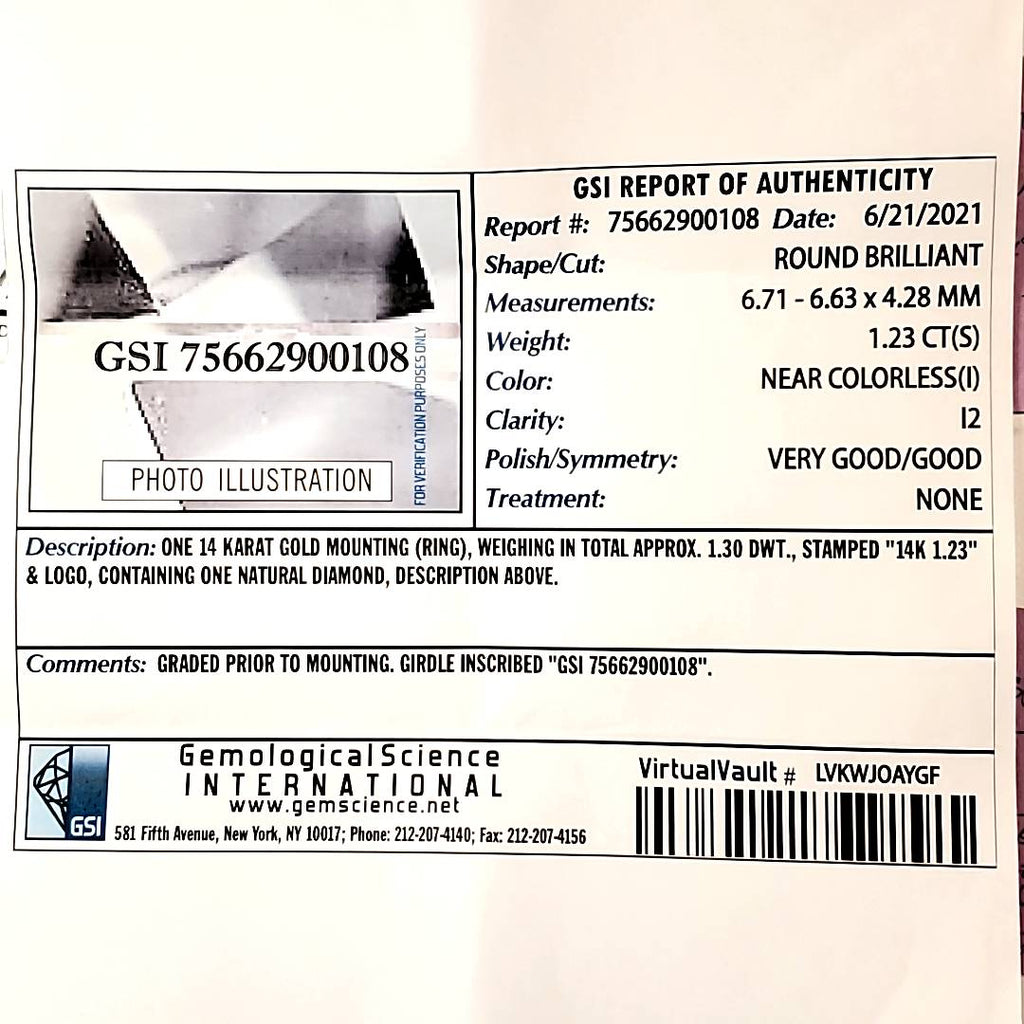 GSI REPORT OF AUTHENTICITY
Report #: 75662900108 Date: 6/21/2021
Shape/Cut: ROUND BRILLIANT
Measurements: 6.71 - 6.63 x 4.28 MM
Weight: 1.23 CT(S)
Color: NEAR COLORLESS(I)
Clarity: I2
Polish/Symmetry: VERY GOOD/GOOD
Treatment: NONE
GSI 75662900108
FOR VERIFICATION PURPOSES ONLY
PHOTO ILLUSTRATION
Description: ONE 14 KARAT GOLD MOUNTING (RING), WEIGHING IN TOTAL APPROX. 1.30 DWT., STAMPED "14K 1.23"
& LOGO, CONTAINING ONE NATURAL DIAMOND, DESCRIPTION ABOVE.
Comments: GRADED PRIOR TO MOUNTING. GIRDLE INSCRIBED "GSI 75662900108".
GSI
GemologicalScience
INTERNATIONAL
www.gemscience.net
581 Fifth Avenue, New York, NY 10017; Phone: 212-207-4140; Fax: 212-207-4156
VirtualVault # LVKWJOAYGF